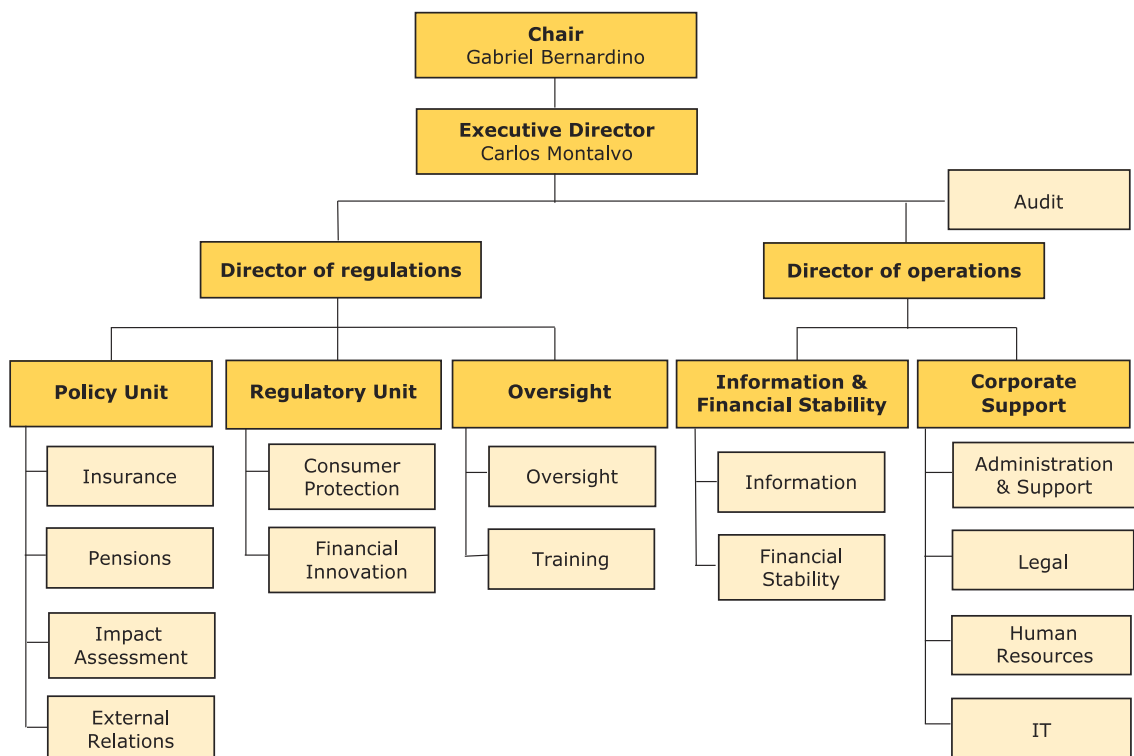 Chair
Gabriel Bernardino
Executive Director
Carlos Montalvo
Audit
Director of regulations
Director of operations
Policy Unit
Regulatory Unit
Oversight
Information &
Financial Stability
Corporate
Support
Insurance
Pensions
Impact
Assessment
External
Relations
Consumer
Protection
Financial
Innovation
Oversight
Training
Information
Financial
Stability
Administration
& Support
Legal
Human
Resources
IT